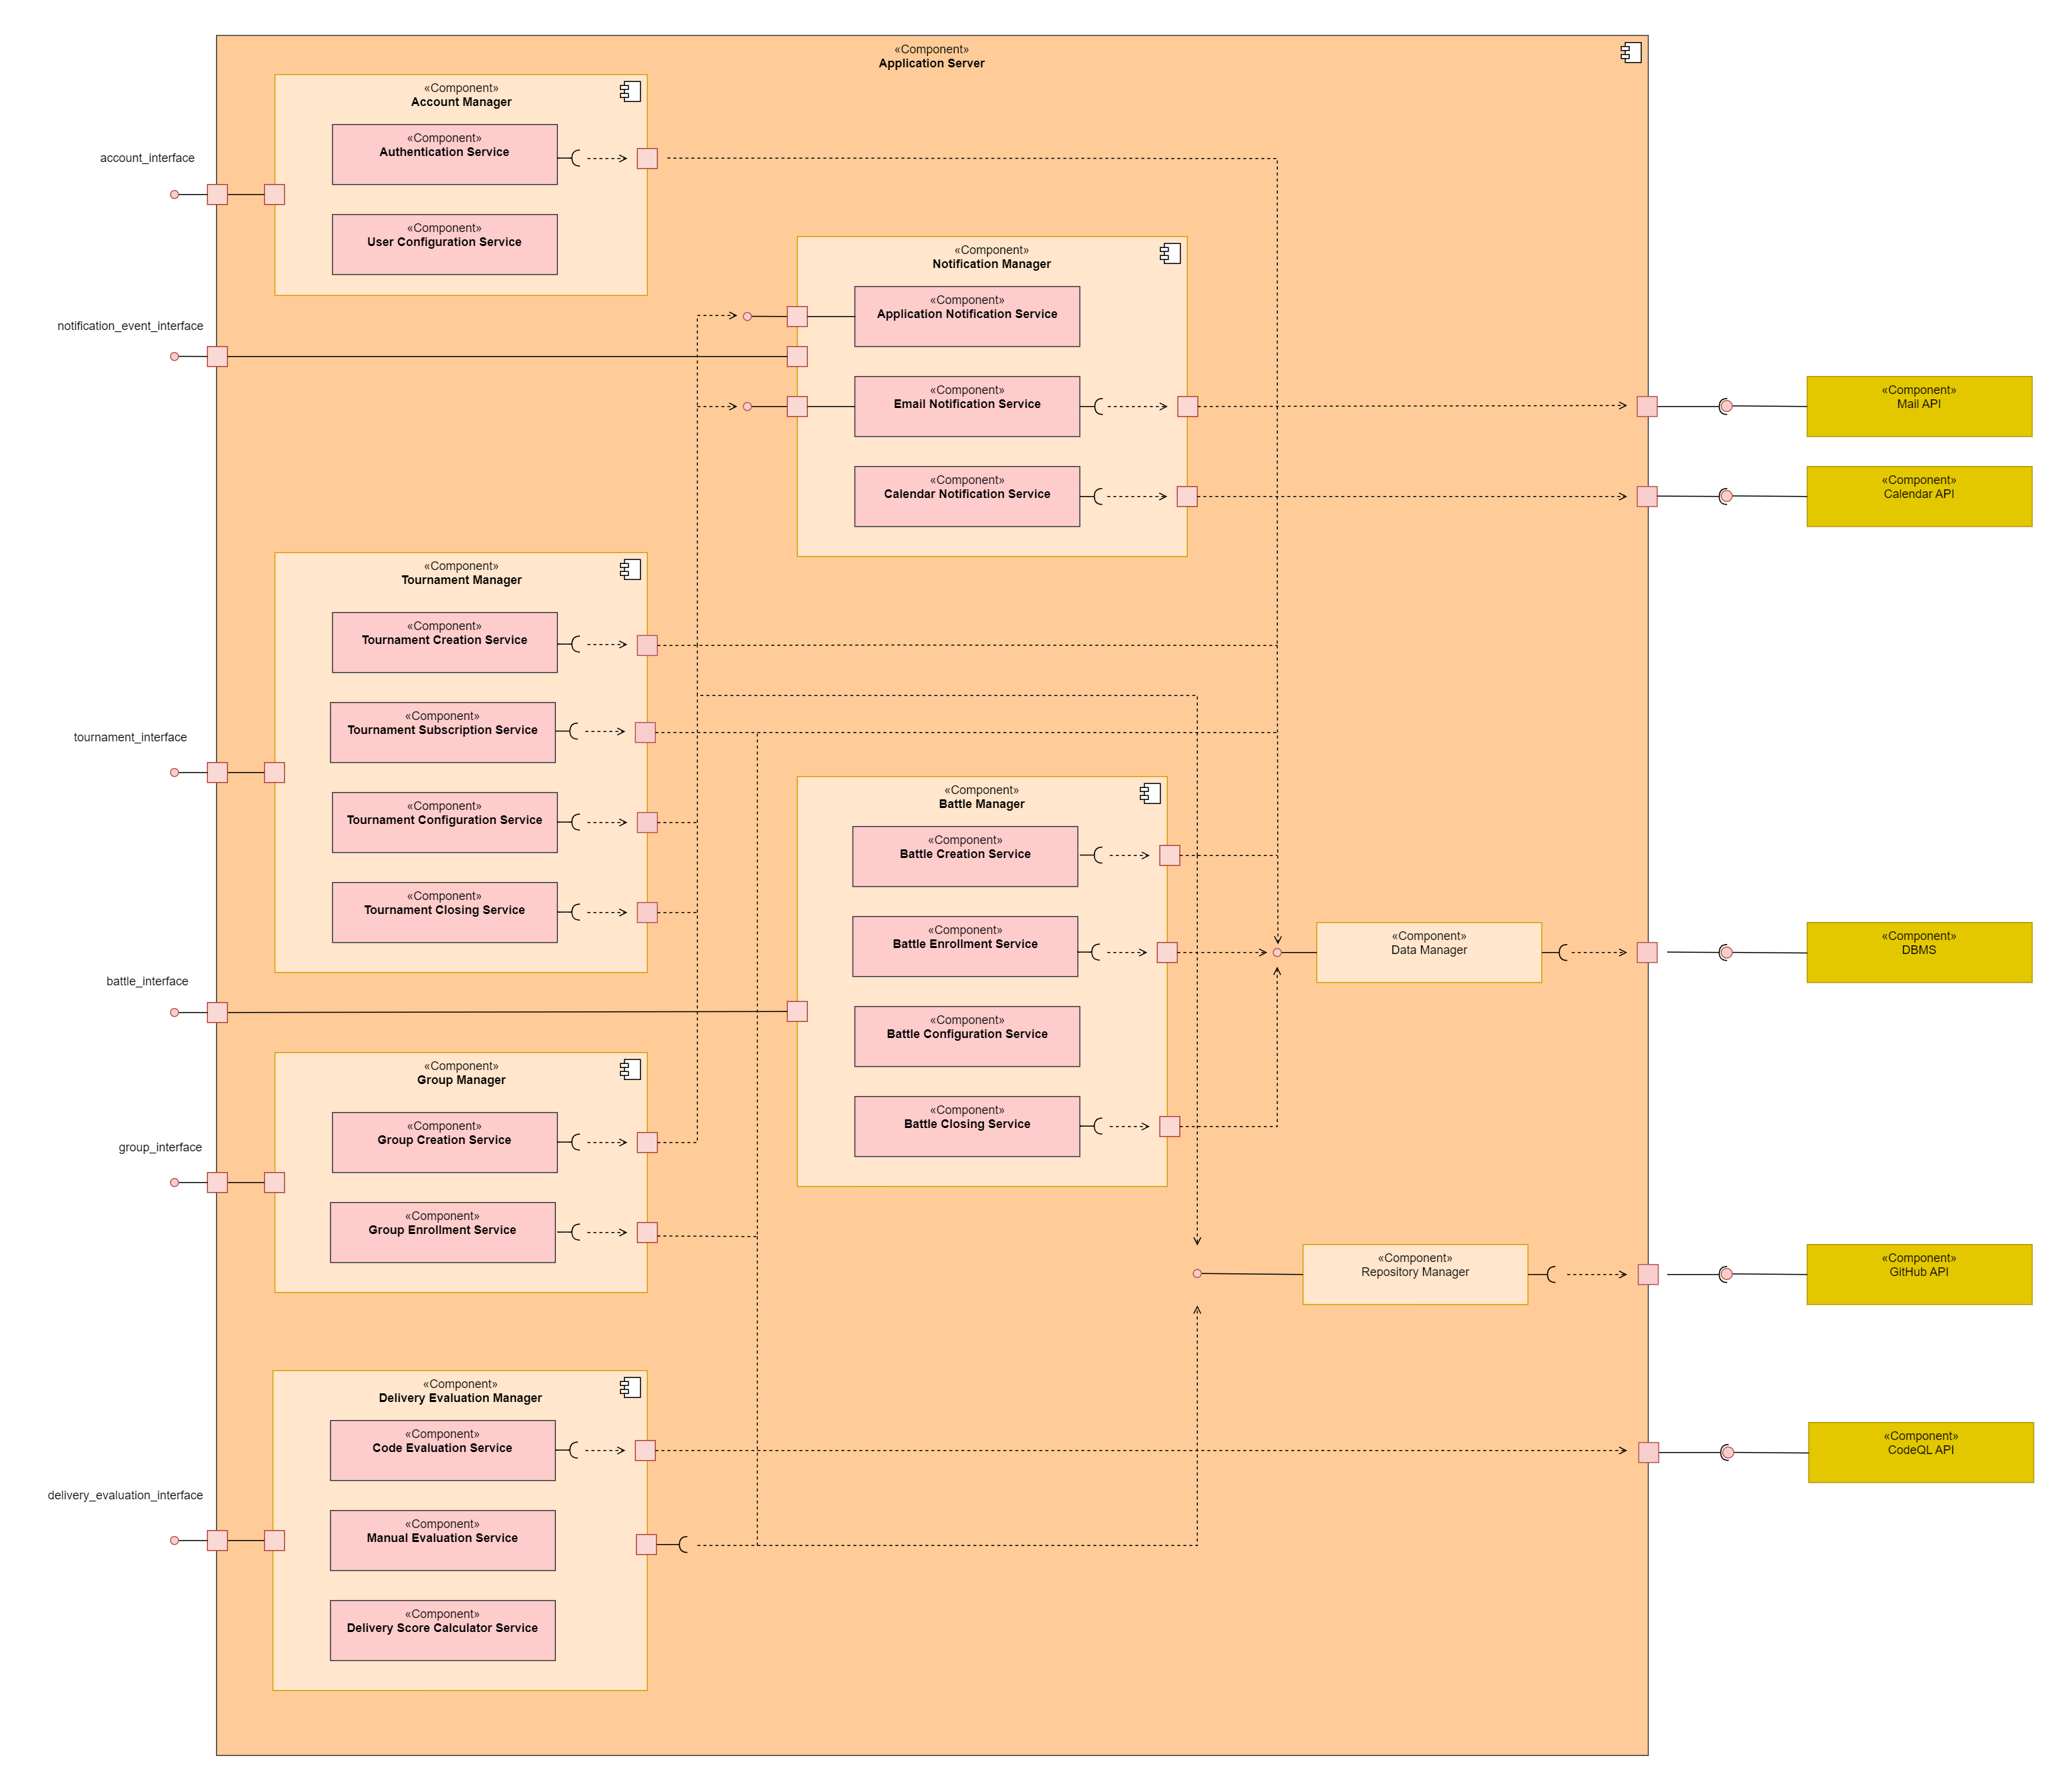 «Component»
Application Server
«Component»
Account Manager
«Component»
Authentication Service
account_interface
«Component»
User Configuration Service
«Component»
Notification Manager
«Component»
Application Notification Service
notification_event_interface
«Component»
Email Notification Service
«Component»
Mail API
«Component»
Calendar Notification Service
«Component»
Calendar API
«Component»
Tournament Manager
«Component»
Tournament Creation Service
«Component»
Tournament Subscription Service
tournament_interface
«Component»
Tournament Configuration Service
«Component»
Tournament Closing Service
«Component»
Battle Manager
«Component»
Battle Creation Service
«Component»
Battle Enrollment Service
«Component»
Data Manager
«Component»
DBMS
battle_interface
«Component»
Battle Configuration Service
«Component»
Battle Closing Service
«Component»
Group Manager
«Component»
Group Creation Service
group_interface
«Component»
Group Enrollment Service
«Component»
Repository Manager
«Component»
GitHub API
«Component»
Delivery Evaluation Manager
«Component»
Code Evaluation Service
«Component»
CodeQL API
delivery_evaluation_interface
«Component»
Manual Evaluation Service
«Component»
Delivery Score Calculator Service